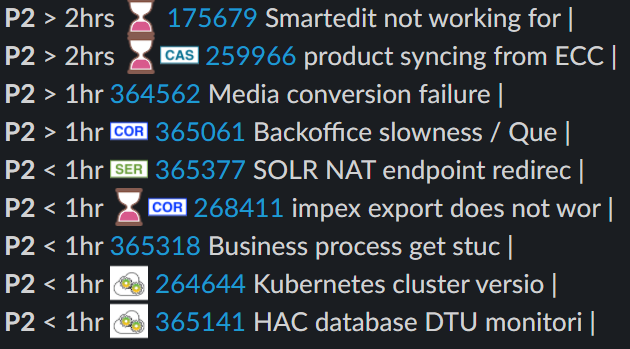 P2 > 2hrs 175679 Smartedit not working for |
P2 > 2hrs CAS 259966 product syncing from ECC |
P2 > 1hr 364562 Media conversion failure |
P2 > 1hr COR 365061 Backoffice slowness / Que |
P2 < 1hr SER 365377 SOLR NAT endpoint redirec |
P2 < 1hr COR 268411 impex export does not wor |
P2 < 1hr 365318 Business process get stuc |
P2 < 1hr 264644 Kubernetes cluster versio |
P2 < 1hr 365141 HAC database DTU monitori |